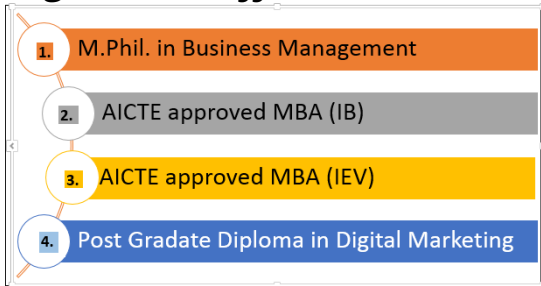 1. M.Phil. in Business Management
2. AICTE approved MBA (IB)
3. AICTE approved MBA (IEV)
4. Post Gradate Diploma in Digital Marketing